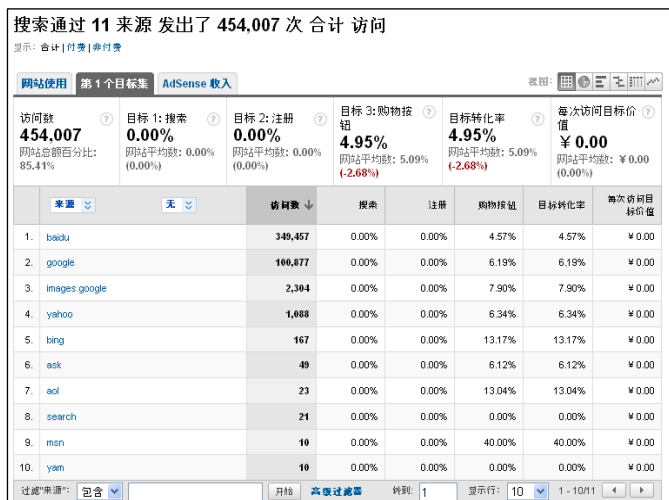 搜索通过 11 来源 发出了 454,007 次 合计 访问
显示: 合计 | 付费 | 非付费
网站使用 第 1 个目标集 AdSense 收入 视图:
访问数 ?
454,007
网站总额百分比:
85.41%
目标 1: 搜索 ?
0.00%
网站平均数: 0.00%
(0.00%)
目标 2: 注册 ?
0.00%
网站平均数: 0.00%
(0.00%)
目标 3: 购物按 ?
钮
4.95%
网站平均数: 5.09%
(-2.68%)
目标转化率 ?
4.95%
网站平均数: 5.09%
(-2.68%)
每次访问目标价 ?
值
¥ 0.00
网站平均数: ¥ 0.00
(0.00%)
来源 无 访问数 搜索 注册 购物按钮 目标转化率 每次访问目
标价值
1. baidu 349,457 0.00% 0.00% 4.57% 4.57% ¥ 0.00
2. google 100,877 0.00% 0.00% 6.19% 6.19% ¥ 0.00
3. images.google 2,304 0.00% 0.00% 7.90% 7.90% ¥ 0.00
4. yahoo 1,088 0.00% 0.00% 6.34% 6.34% ¥ 0.00
5. bing 167 0.00% 0.00% 13.17% 13.17% ¥ 0.00
6. ask 49 0.00% 0.00% 6.12% 6.12% ¥ 0.00
7. aol 23 0.00% 0.00% 13.04% 13.04% ¥ 0.00
8. search 21 0.00% 0.00% 0.00% 0.00% ¥ 0.00
9. msn 10 0.00% 0.00% 40.00% 40.00% ¥ 0.00
10. yam 10 0.00% 0.00% 0.00% 0.00% ¥ 0.00
过滤"来源": 包含 开始 高级过滤器 转到: 1 显示行: 10 1 - 10/11